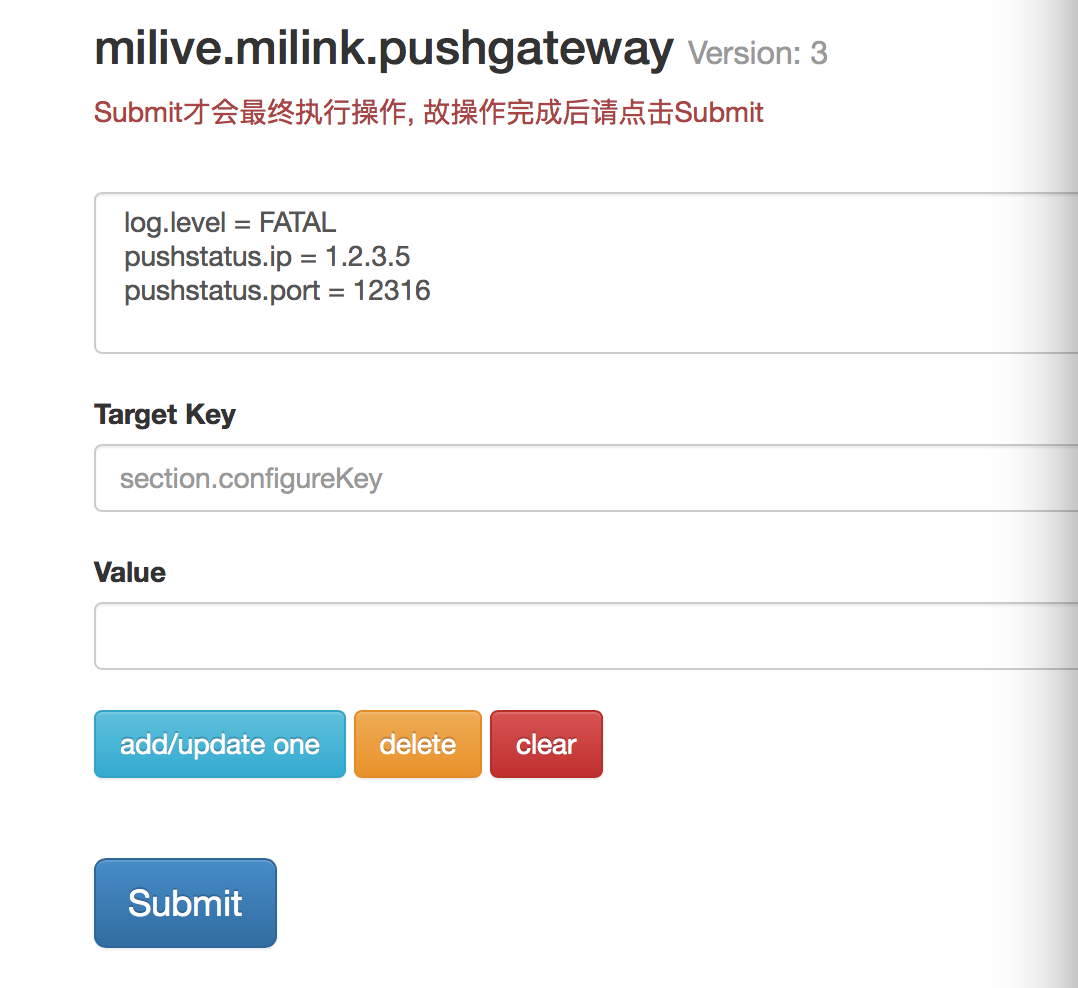 milive.milink.pushgateway Version: 3
Submit才会最终执行操作, 故操作完成后请点击Submit
log.level = FATAL
pushstatus.ip = 1.2.3.5
pushstatus.port = 12316
Target Key
section.configureKey
Value
add/update one delete clear
Submit